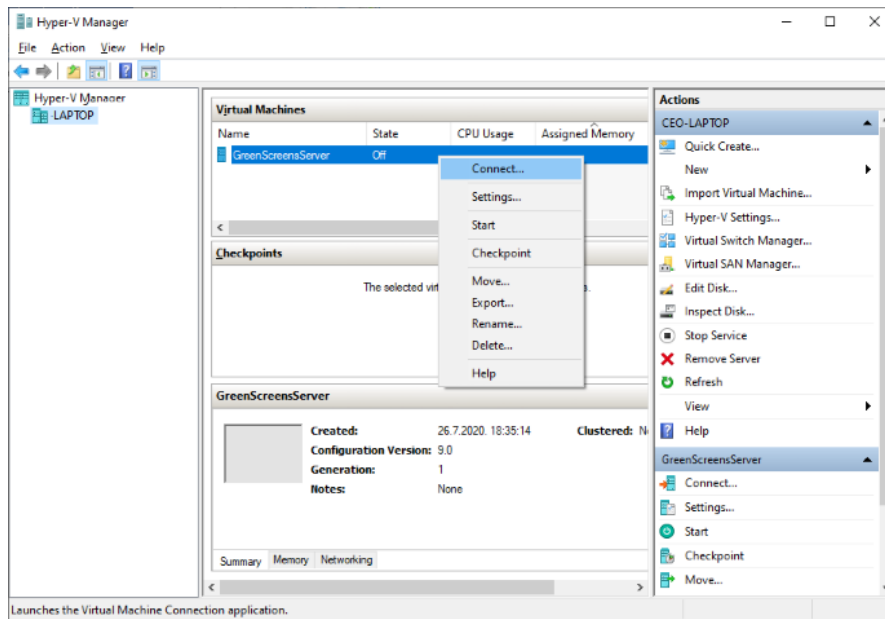 Hyper-V Manager
File Action View Help
Hyper-V Manager
-LAPTOP
Virtual Machines
Name State CPU Usage Assigned Memory
GreenScreensServer Off
Connect...
Settings...
Start
Checkpoint
Move...
Export...
Rename...
Delete...
Help
Checkpoints
The selected virt
s.
GreenScreensServer
Created: 26.7.2020. 18:35:14 Clustered: N
Configuration Version: 9.0
Generation: 1
Notes: None
Summary Memory Networking
Actions
CEO-LAPTOP
Quick Create...
New
Import Virtual Machine...
Hyper-V Settings...
Virtual Switch Manager...
Virtual SAN Manager...
Edit Disk...
Inspect Disk...
Stop Service
Remove Server
Refresh
View
Help
GreenScreensServer
Connect...
Settings...
Start
Checkpoint
Move...
Launches the Virtual Machine Connection application.